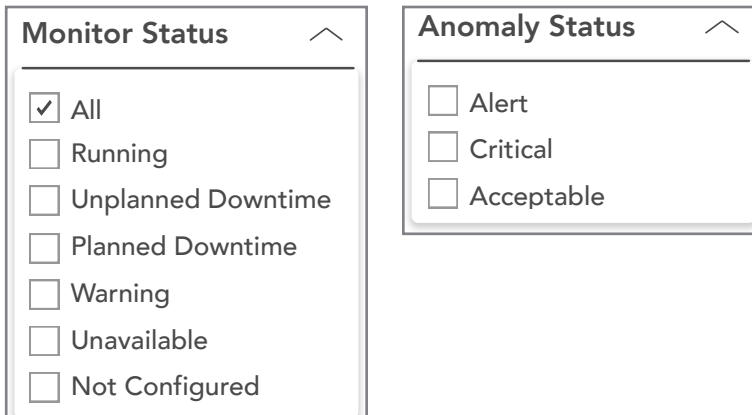 Monitor Status
All
Running
Unplanned Downtime
Planned Downtime
Warning
Unavailable
Not Configured
Anomaly Status
Alert
Critical
Acceptable